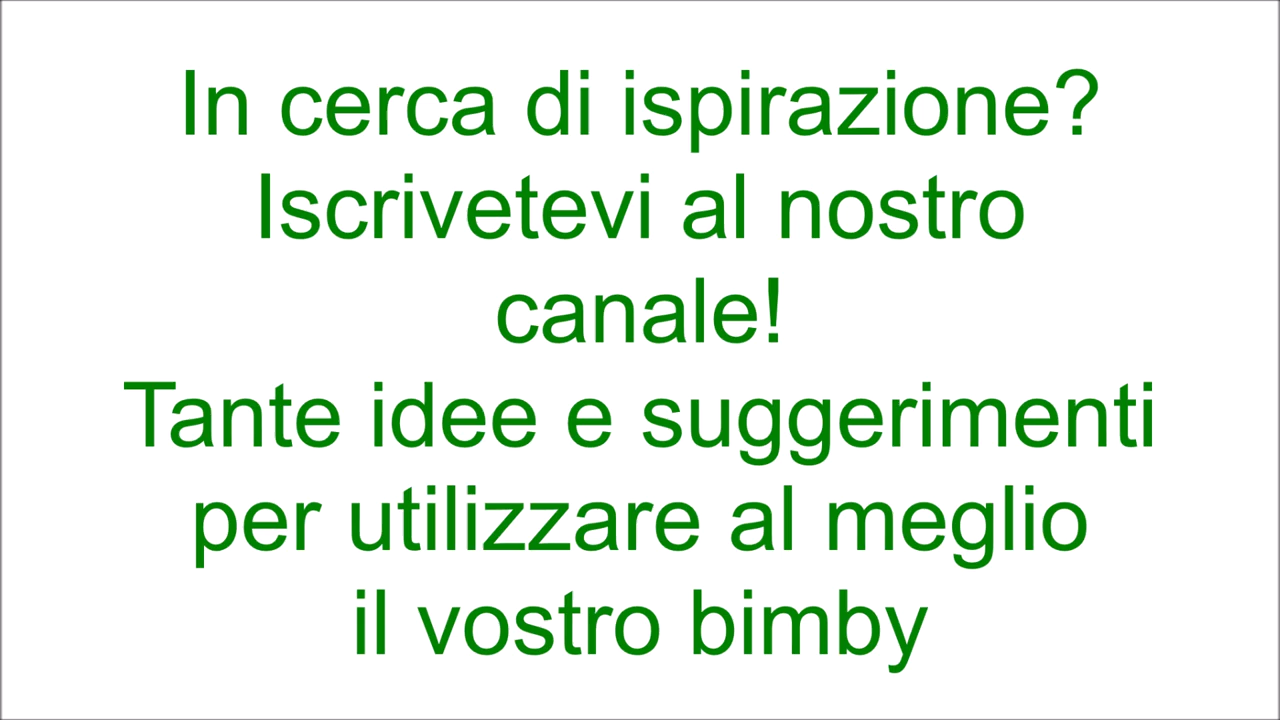 In cerca di ispirazione?
Iscrivetevi al nostro
canale!
Tante idee e suggerimenti
per utilizzare al meglio
il vostro bimby